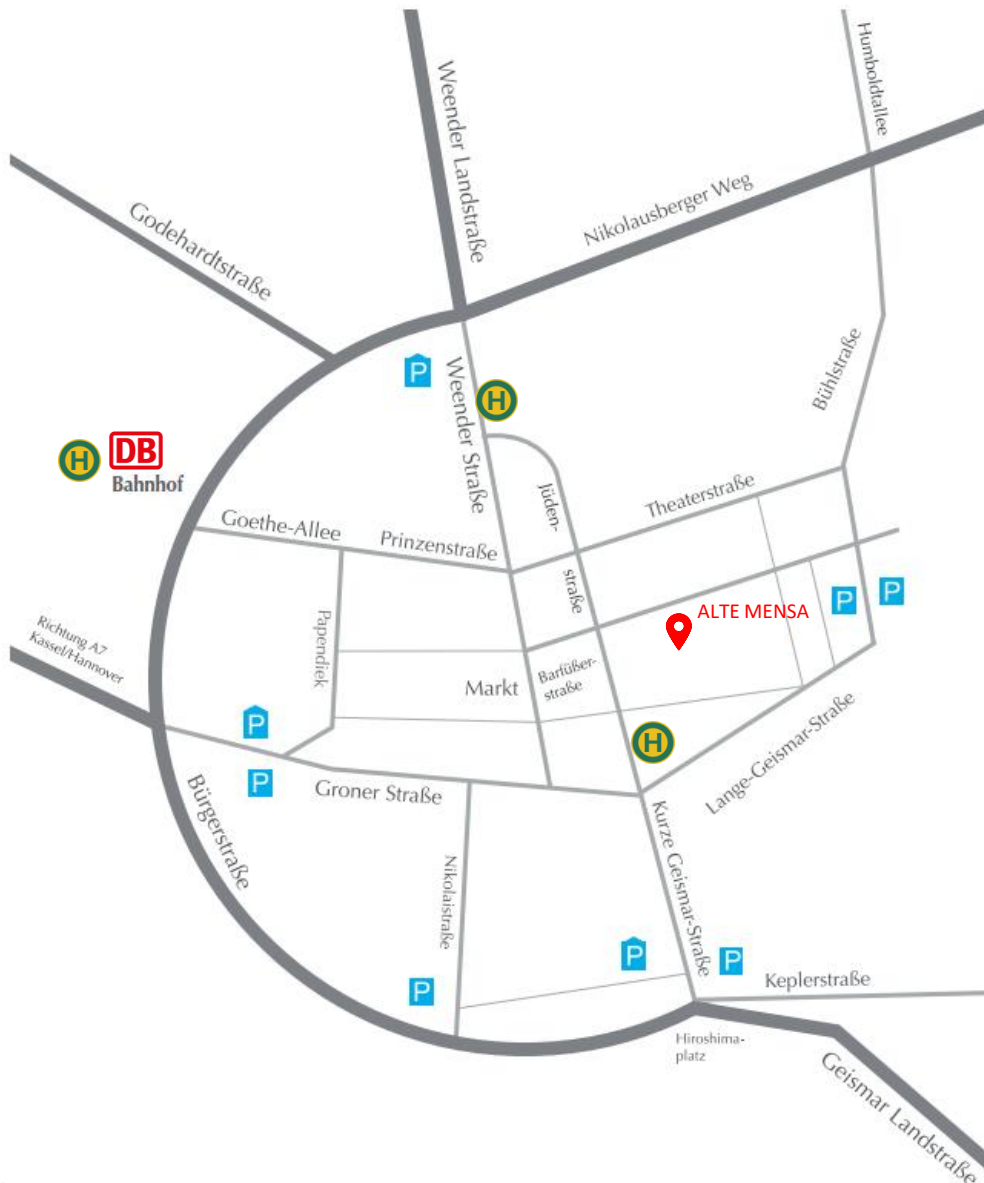 Humboldtallee
Weender Landstraße
Nikolausberger Weg
Godehardtstraße
P
H
Weender Straße
Bühlstraße
H
DB
Bahnhof
Jüden-
straße
Theaterstraße
Goethe-Allee
Prinzenstraße
P
P
ALTE MENSA
Richtung A7
Kassel/Hannover
Papendiek
Markt
Barfüßer-
straße
P
H
Lange-Geismar-Straße
P
Groner Straße
Bürgerstraße
Kurze Geismar-Straße
Nikolaistraße
P
P
P
Keplerstraße
Hiroshima-
platz
Geismar Landstraße